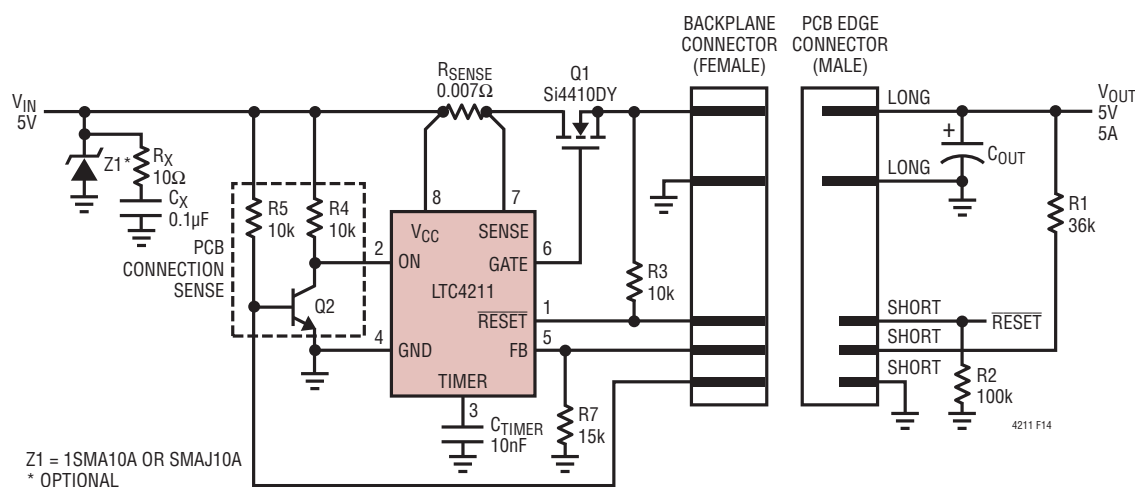 BACKPLANE
CONNECTOR
(FEMALE)
PCB EDGE
CONNECTOR
(MALE)
RSENSE
0.007Ω
Q1
Si4410DY
VIN
5V
LONG
VOUT
5V
5A
Z1*
RX
10Ω
CX
0.1µF
+
COUT
LONG
R5
10k
R4
10k
8
7
VCC
SENSE
R1
36k
PCB
CONNECTION
SENSE
2
ON
GATE
6
R3
10k
Q2
LTC4211
1
RESET
SHORT
RESET
4
GND
FB
5
SHORT
TIMER
SHORT
R2
100k
3
CTIMER
10nF
R7
15k
4211 F14
Z1 = 1SMA10A OR SMAJ10A
* OPTIONAL